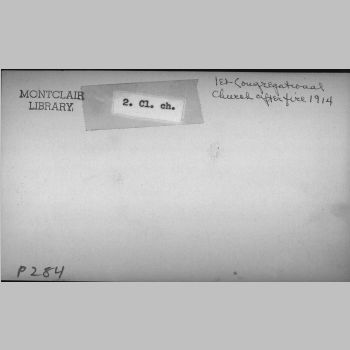 MONTCLAIR
LIBRARY,
2. Cl. ch.
1st Congregational
Church after fire 1914
P284